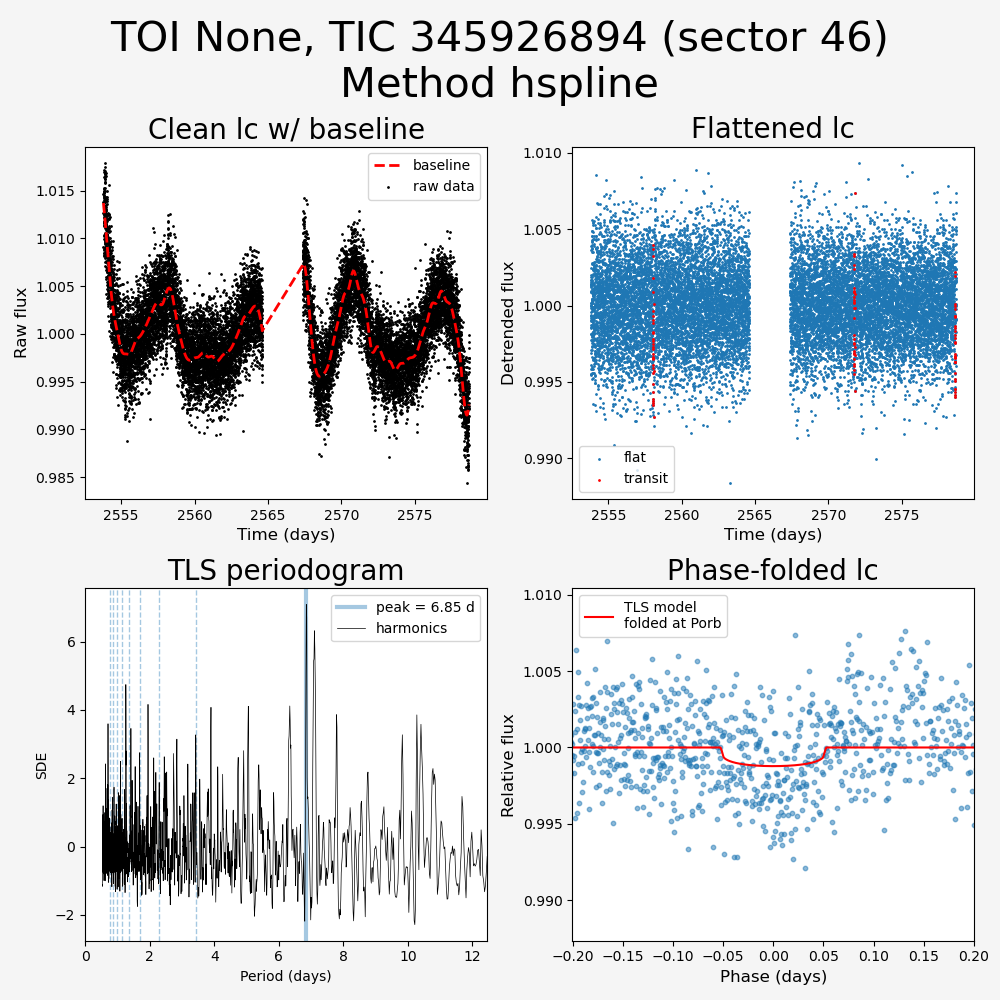 TOI None, TIC 345926894 (sector 46)
Method hspline
Clean lc w/ baseline
baseline
raw data
1.015
1.010
1.005
1.000
0.995
0.990
0.985
Raw flux
2555
2560
2565
2570
2575
Time (days)
Flattened lc
1.010
1.005
1.000
0.995
0.990
Detrended flux
flat
transit
2555
2560
2565
2570
2575
Time (days)
TLS periodogram
peak = 6.85 d
harmonics
6
4
2
0
−2
SDE
0
2
4
6
8
10
12
Period (days)
Phase-folded lc
TLS model
folded at Porb
1.010
1.005
1.000
0.995
0.990
Relative flux
−0.20
−0.15
−0.10
−0.05
0.00
0.05
0.10
0.15
0.20
Phase (days)